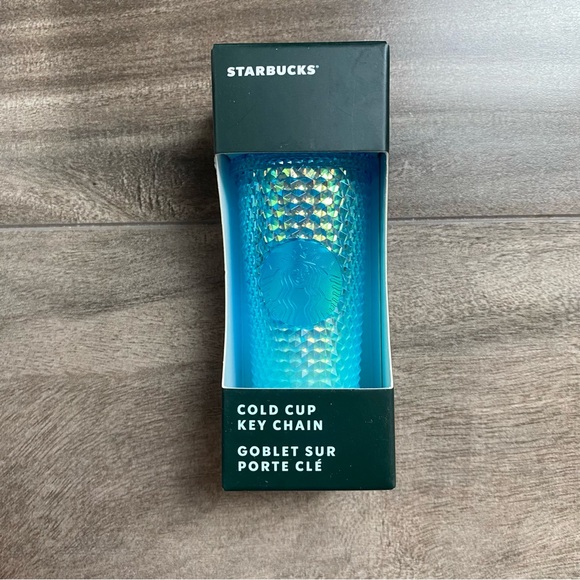 STARBUCKS®
COLD CUP
KEY CHAIN
GOBLET SUR
PORTE CLÉ